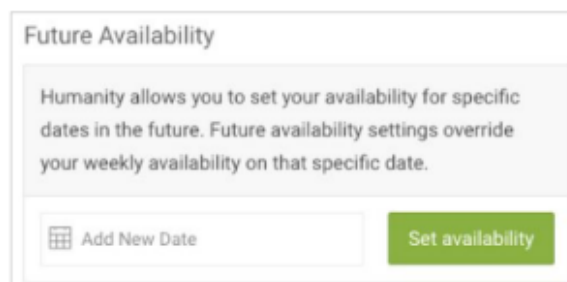 Future Availability
Humanity allows you to set your availability for specific
dates in the future. Future availability settings override
your weekly availability on that specific date.
Add New Date
Set availability